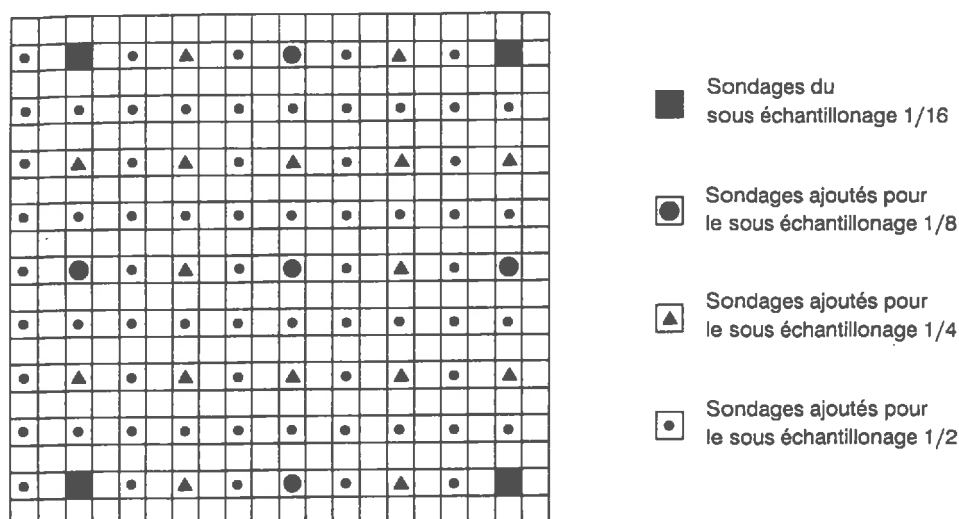 Sondages du
sous échantillonage 1/16
Sondages ajoutés pour
le sous échantillonage 1/8
Sondages ajoutés pour
le sous échantillonage 1/4
Sondages ajoutés pour
le sous échantillonage 1/2